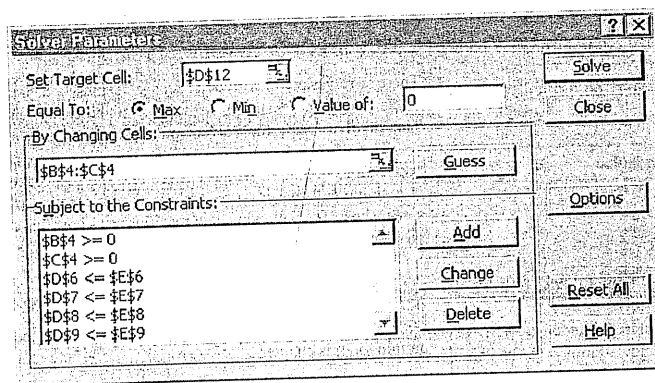 Solver Parameters ? X
Set Target Cell: $D$12 Solve
Equal To: Max Min Value of: 0 Close
By Changing Cells:
$B$4:$C$4 Guess
Subject to the Constraints: Options
$B$4 >= 0 Add
$C$4 >= 0
$D$6 <= $E$6 Change
$D$7 <= $E$7 Reset All
$D$8 <= $E$8 Delete
$D$9 <= $E$9 Help